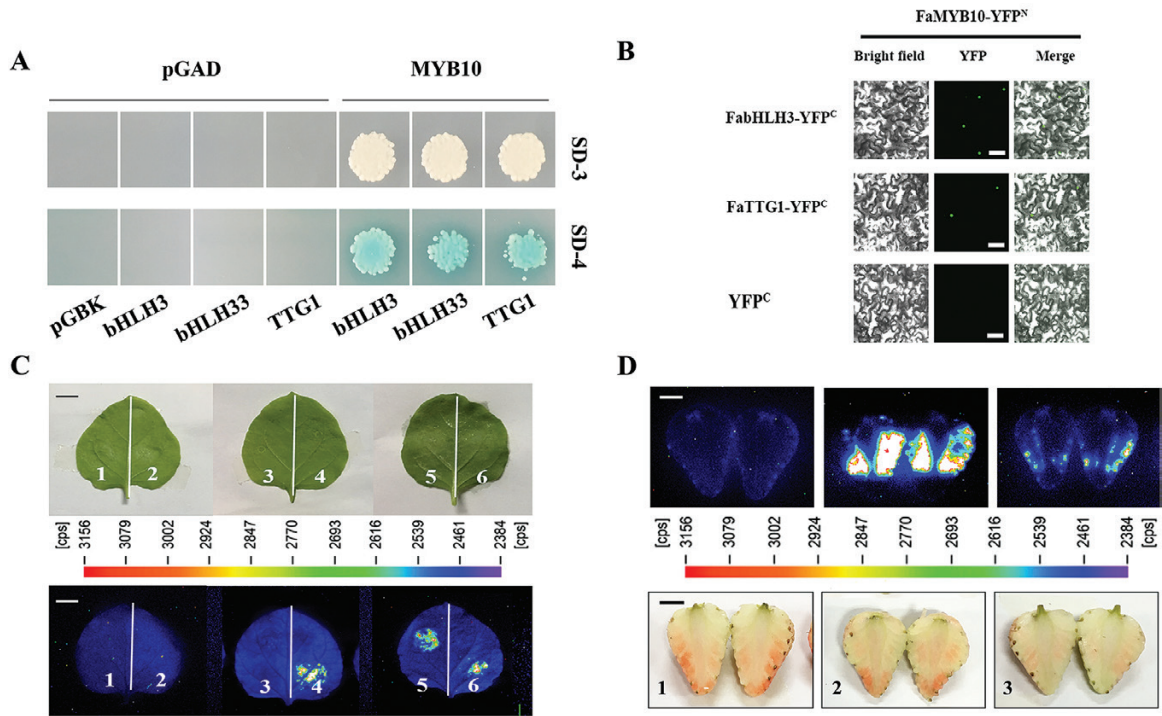 A
pGAD
MYB10
SD-3
SD-4
pGBK
bHLH3
bHLH33
TTG1
bHLH3
bHLH33
TTG1
B
FaMYB10-YFPᴺ
Bright field
YFP
Merge
FabHLH3-YFPᶜ
FaTTG1-YFPᶜ
YFPᶜ
C
1 2
3 4
5 6
[cps] 3156 3079 3002 2924 2847 2770 2693 2616 2539 2461 2384 [cps]
1 2
3 4
5 6
D
[cps] 3156 3079 3002 2924 2847 2770 2693 2616 2539 2461 2384 [cps]
1
2
3